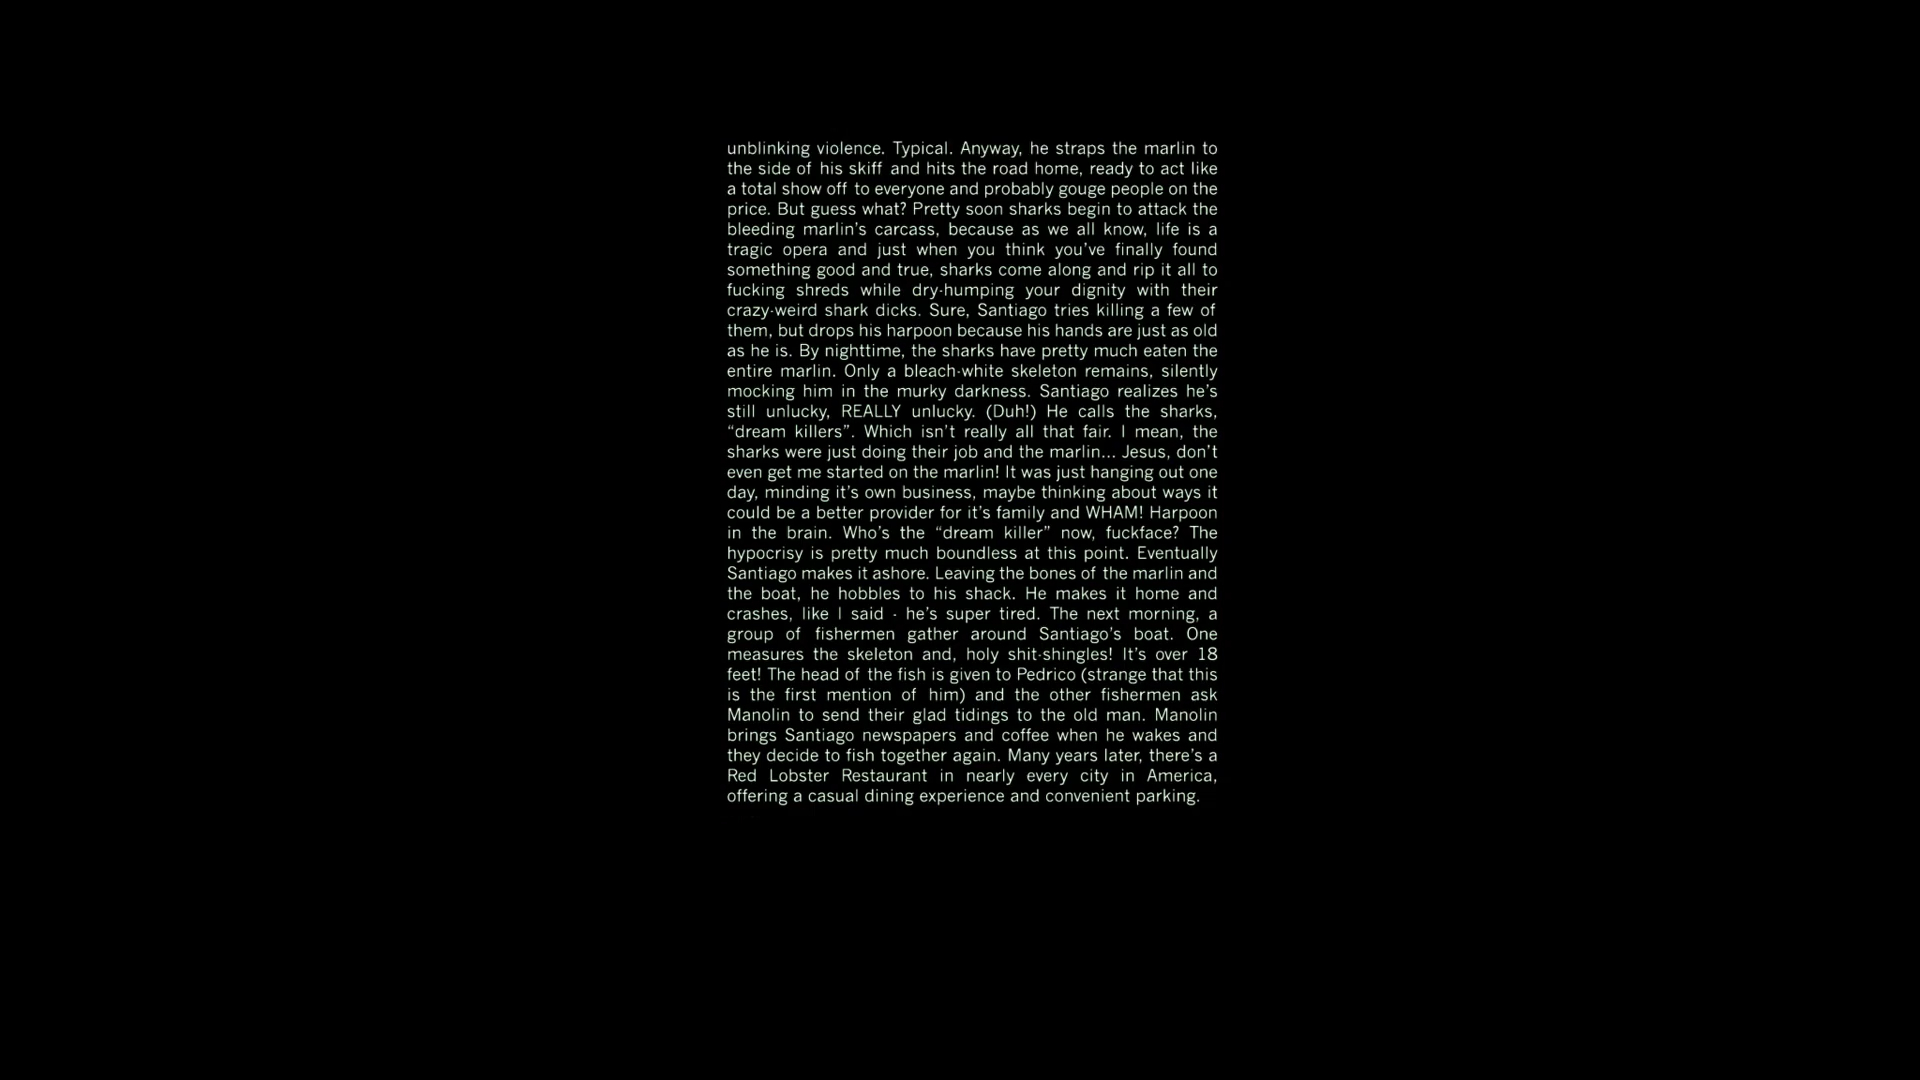 unblinking violence. Typical. Anyway, he straps the marlin to
the side of his skiff and hits the road home, ready to act like
a total show off to everyone and probably gouge people on the
price. But guess what? Pretty soon sharks begin to attack the
bleeding marlin’s carcass, because as we all know, life is a
tragic opera and just when you think you’ve finally found
something good and true, sharks come along and rip it all to
fucking shreds while dry-humping your dignity with their
crazy-weird shark dicks. Sure, Santiago tries killing a few of
them, but drops his harpoon because his hands are just as old
as he is. By nighttime, the sharks have pretty much eaten the
entire marlin. Only a bleach-white skeleton remains, silently
mocking him in the murky darkness. Santiago realizes he’s
still unlucky, REALLY unlucky. (Duh!) He calls the sharks,
“dream killers”. Which isn’t really all that fair. I mean, the
sharks were just doing their job and the marlin... Jesus, don’t
even get me started on the marlin! It was just hanging out one
day, minding it’s own business, maybe thinking about ways it
could be a better provider for it’s family and WHAM! Harpoon
in the brain. Who’s the “dream killer” now, fuckface? The
hypocrisy is pretty much boundless at this point. Eventually
Santiago makes it ashore. Leaving the bones of the marlin and
the boat, he hobbles to his shack. He makes it home and
crashes, like I said - he’s super tired. The next morning, a
group of fishermen gather around Santiago’s boat. One
measures the skeleton and, holy shit-shingles! It’s over 18
feet! The head of the fish is given to Pedrico (strange that this
is the first mention of him) and the other fishermen ask
Manolin to send their glad tidings to the old man. Manolin
brings Santiago newspapers and coffee when he wakes and
they decide to fish together again. Many years later, there’s a
Red Lobster Restaurant in nearly every city in America,
offering a casual dining experience and convenient parking.